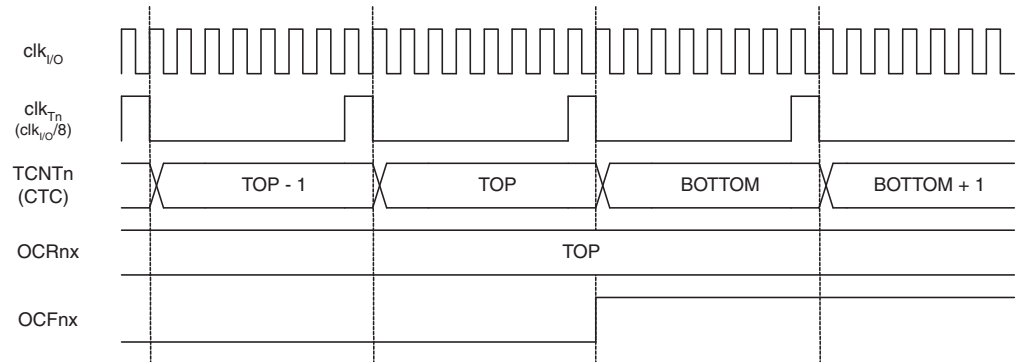 clkI/O
clkTn
(clkI/O/8)
TCNTn
(CTC)
TOP - 1
TOP
BOTTOM
BOTTOM + 1
OCRnx
TOP
OCFnx